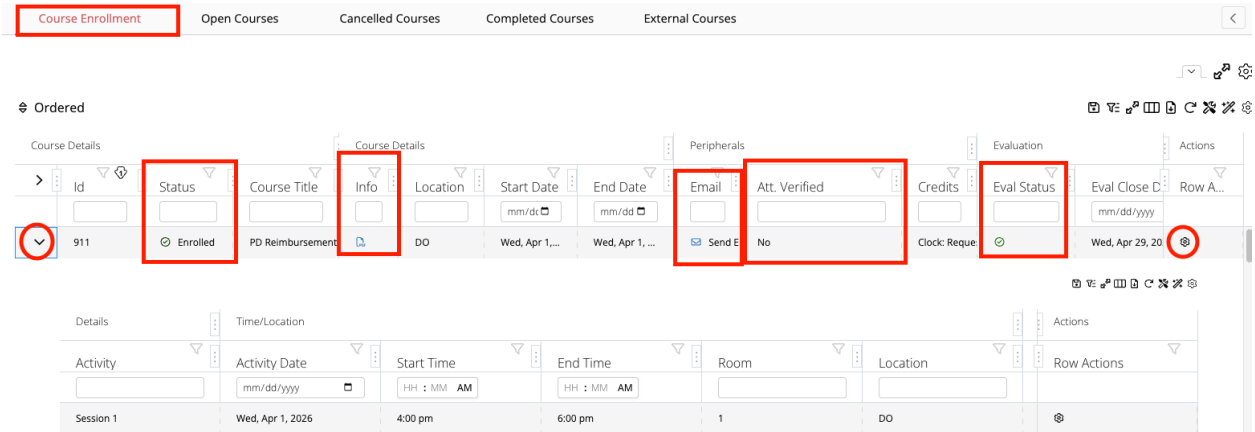 Course Enrollment Open Courses Cancelled Courses Completed Courses External Courses
Ordered
Course Details Course Details Peripherals Evaluation Actions
Id Status Course Title Info Location Start Date End Date Email Att. Verified Credits Eval Status Eval Close D Row A...
mm/dd mm/dd mm/dd/yyyy
911 Enrolled PD Reimbursement DO Wed, Apr 1,... Wed, Apr 1, ... Send E No Clock: Reque Wed, Apr 29, 20
Details Time/Location Actions
Activity Activity Date Start Time End Time Room Location Row Actions
mm/dd/yyyy HH : MM AM HH : MM AM
Session 1 Wed, Apr 1, 2026 4:00 pm 6:00 pm 1 DO